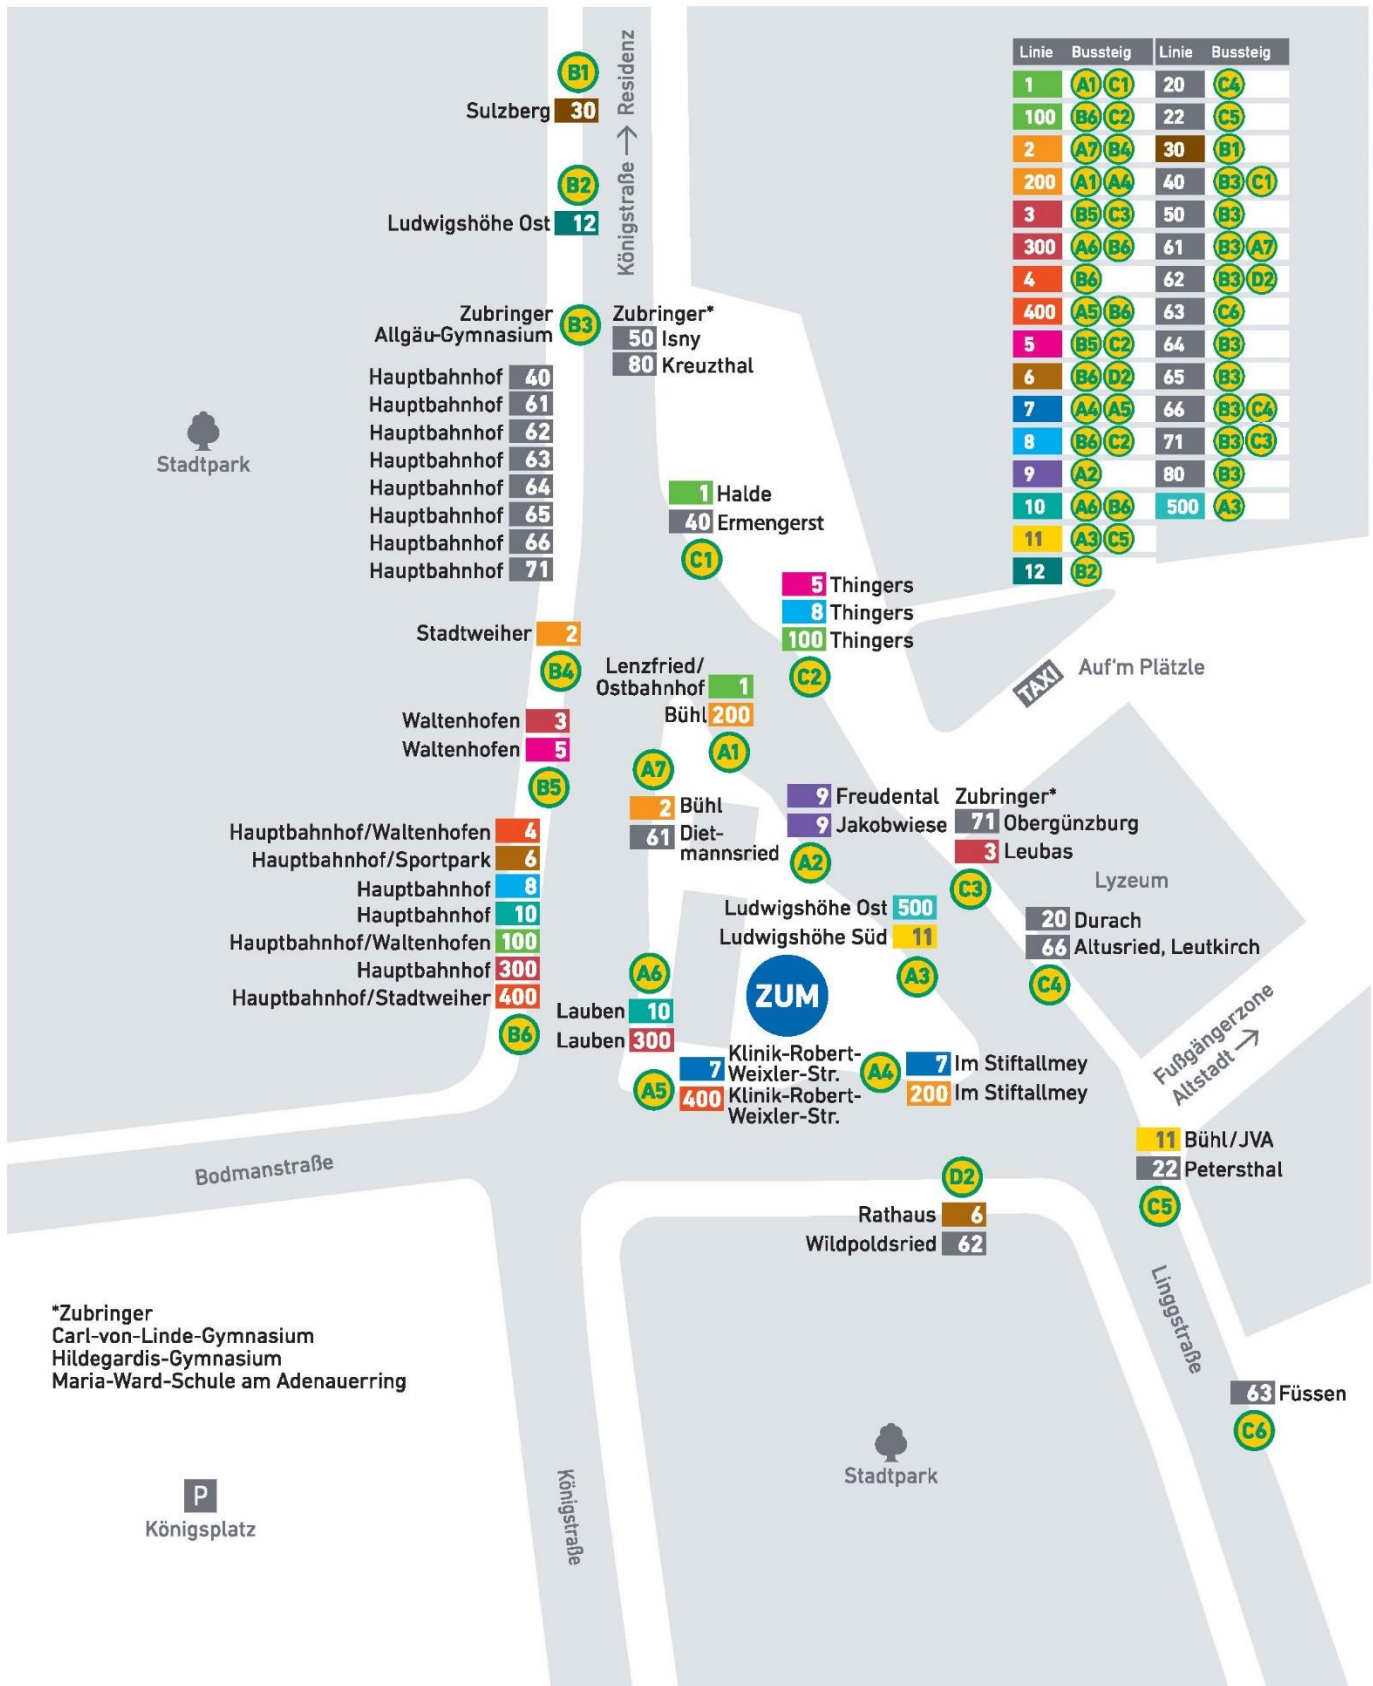 B1
Sulzberg 30
B2
Ludwigshöhe Ost 12
Königstraße → Residenz
Linie Bussteig Linie Bussteig
1 A1 C1 20 C4
100 B6 C2 22 C5
2 A7 B4 30 B1
200 A1 A4 40 B3 C1
3 B5 C3 50 B3
300 A6 B6 61 B3 A7
4 B6 62 B3 D2
400 A5 B6 63 C6
5 B5 C2 64 B3
6 B6 D2 65 B3
7 A4 A5 66 B3 C4
8 B6 C2 71 B3 C3
9 A2 80 B3
10 A6 B6 500 A3
11 A3 C5
12 B2
Zubringer
Allgäu-Gymnasium
B3
Zubringer*
50 Isny
80 Kreuzthal
Hauptbahnhof 40
Hauptbahnhof 61
Hauptbahnhof 62
Hauptbahnhof 63
Hauptbahnhof 64
Hauptbahnhof 65
Hauptbahnhof 66
Hauptbahnhof 71
Stadtpark
1 Halde
40 Ermengerst
C1
5 Thingers
8 Thingers
100 Thingers
C2
Stadtweiher 2
B4
Lenzfried/
Ostbahnhof 1
Bühl 200
A1
TAXI
Auf'm Plätzle
Waltenhofen 3
Waltenhofen 5
B5
A7
2 Bühl
61 Diet-
mannsried
9 Freudental
9 Jakobwiese
A2
Zubringer*
71 Obergünzburg
3 Leubas
C3
Lyzeum
Hauptbahnhof/Waltenhofen 4
Hauptbahnhof/Sportpark 6
Hauptbahnhof 8
Hauptbahnhof 10
Hauptbahnhof/Waltenhofen 100
Hauptbahnhof 300
Hauptbahnhof/Stadtweiher 400
B6
Ludwigshöhe Ost 500
Ludwigshöhe Süd 11
A3
20 Durach
66 Altusried, Leutkirch
C4
ZUM
A6
Lauben 10
Lauben 300
A5
7 Klinik-Robert-
Weixler-Str.
400 Klinik-Robert-
Weixler-Str.
A4
7 Im Stiftallmey
200 Im Stiftallmey
Fußgängerzone
Altstadt →
11 Bühl/JVA
22 Petersthal
C5
Bodmanstraße
D2
Rathaus 6
Wildpoldsried 62
Linggstraße
*Zubringer
Carl-von-Linde-Gymnasium
Hildegardis-Gymnasium
Maria-Ward-Schule am Adenauerring
63 Füssen
C6
Stadtpark
P
Königsplatz
Königstraße